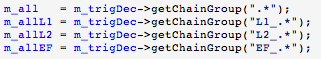 m_all   = m_trigDec->getChainGroup(".*");
m_allL1 = m_trigDec->getChainGroup("L1_.*");
m_allL2 = m_trigDec->getChainGroup("L2_.*");
m_allEF = m_trigDec->getChainGroup("EF_.*");